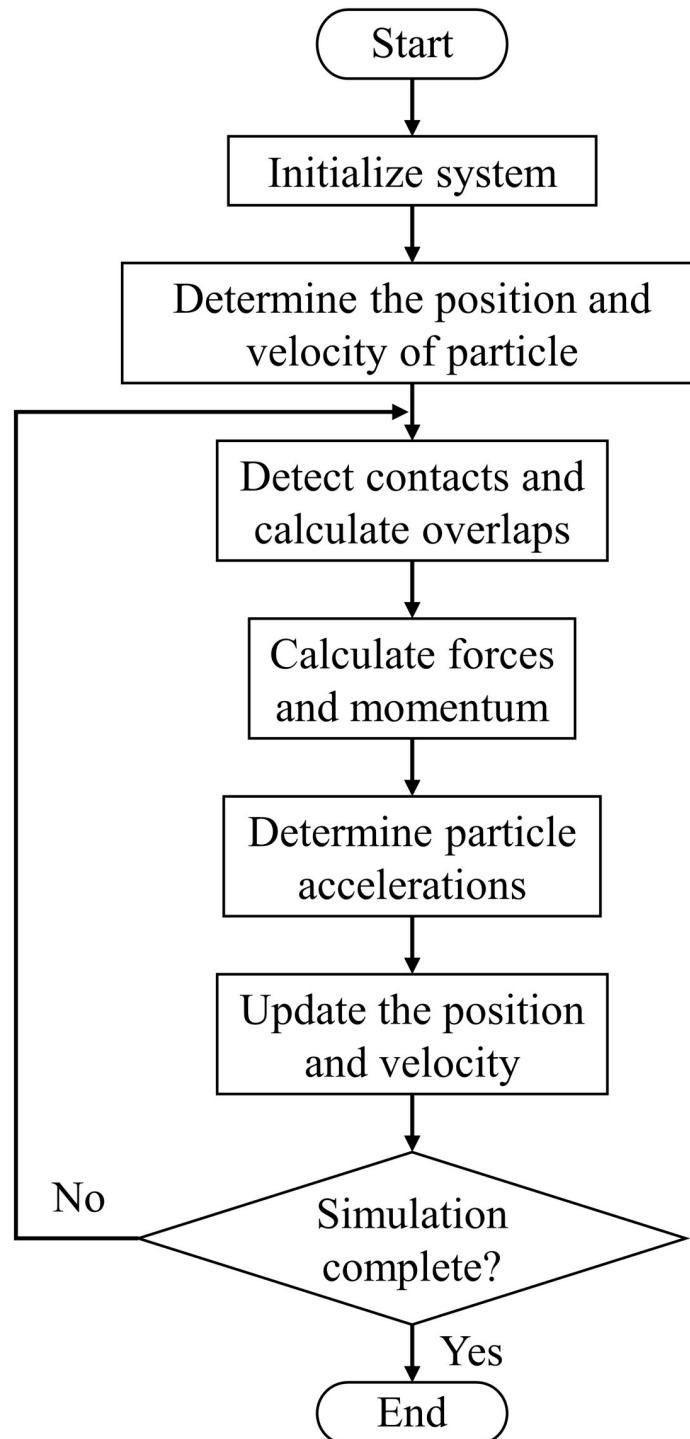 Start
Initialize system
Determine the position and
velocity of particle
Detect contacts and
calculate overlaps
Calculate forces
and momentum
Determine particle
accelerations
Update the position
and velocity
No
Simulation
complete?
Yes
End